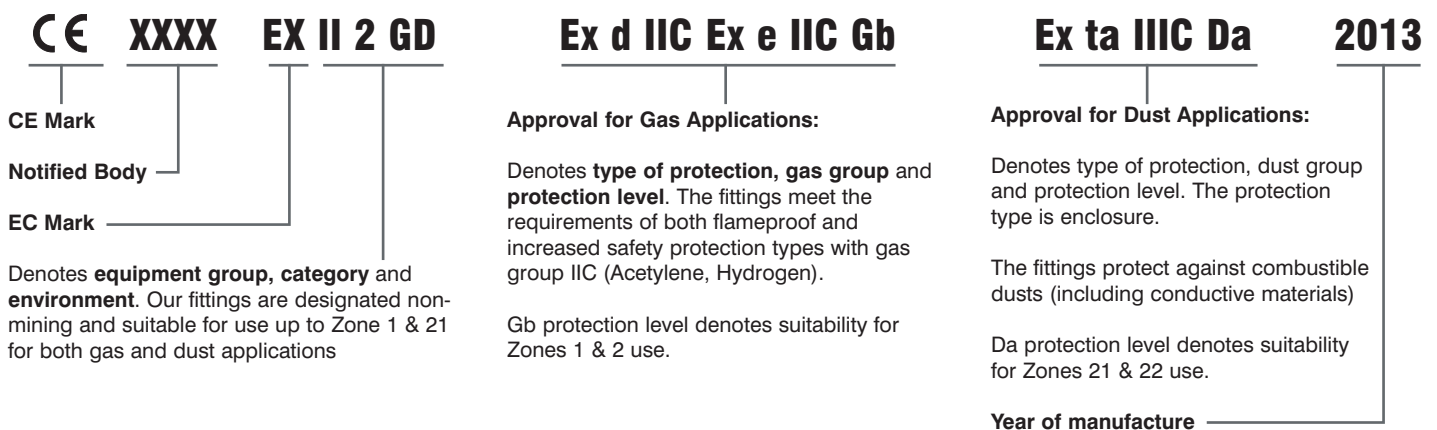 CE XXXX EX II 2 GD
CE Mark
Notified Body
EC Mark
Denotes equipment group, category and
environment. Our fittings are designated non-
mining and suitable for use up to Zone 1 & 21
for both gas and dust applications
Ex d IIC Ex e IIC Gb
Approval for Gas Applications:
Denotes type of protection, gas group and
protection level. The fittings meet the
requirements of both flameproof and
increased safety protection types with gas
group IIC (Acetylene, Hydrogen).
Gb protection level denotes suitability for
Zones 1 & 2 use.
Ex ta IIIC Da 2013
Approval for Dust Applications:
Denotes type of protection, dust group
and protection level. The protection
type is enclosure.
The fittings protect against combustible
dusts (including conductive materials)
Da protection level denotes suitability
for Zones 21 & 22 use.
Year of manufacture